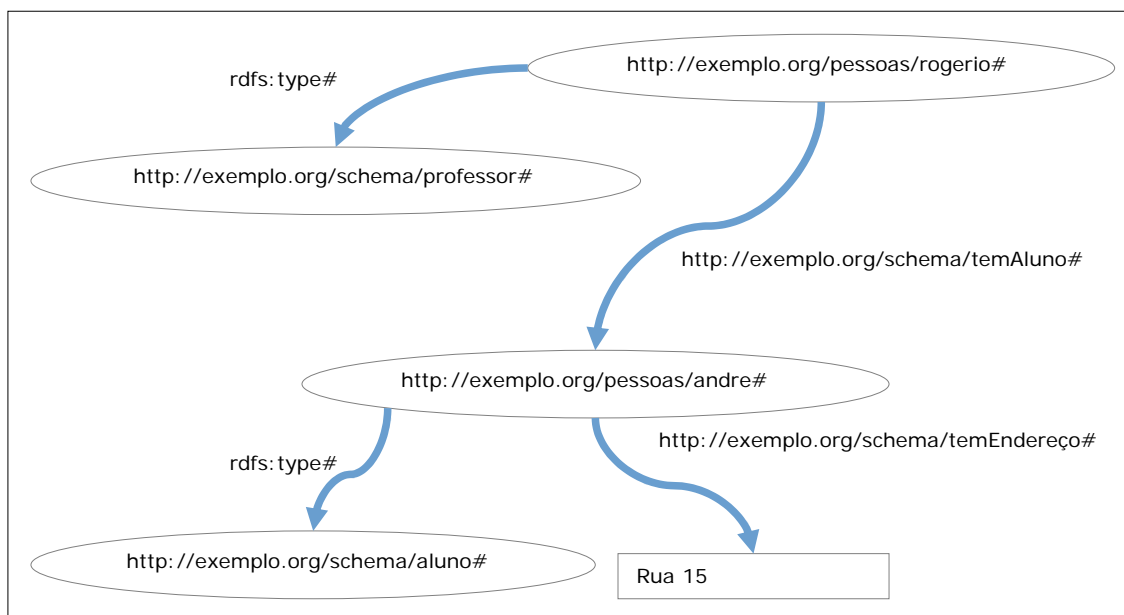 http://exemplo.org/pessoas/rogerio#
rdfs:type#
http://exemplo.org/schema/professor#
http://exemplo.org/schema/temAluno#
http://exemplo.org/pessoas/andre#
http://exemplo.org/schema/temEndereço#
rdfs:type#
http://exemplo.org/schema/aluno#
Rua 15